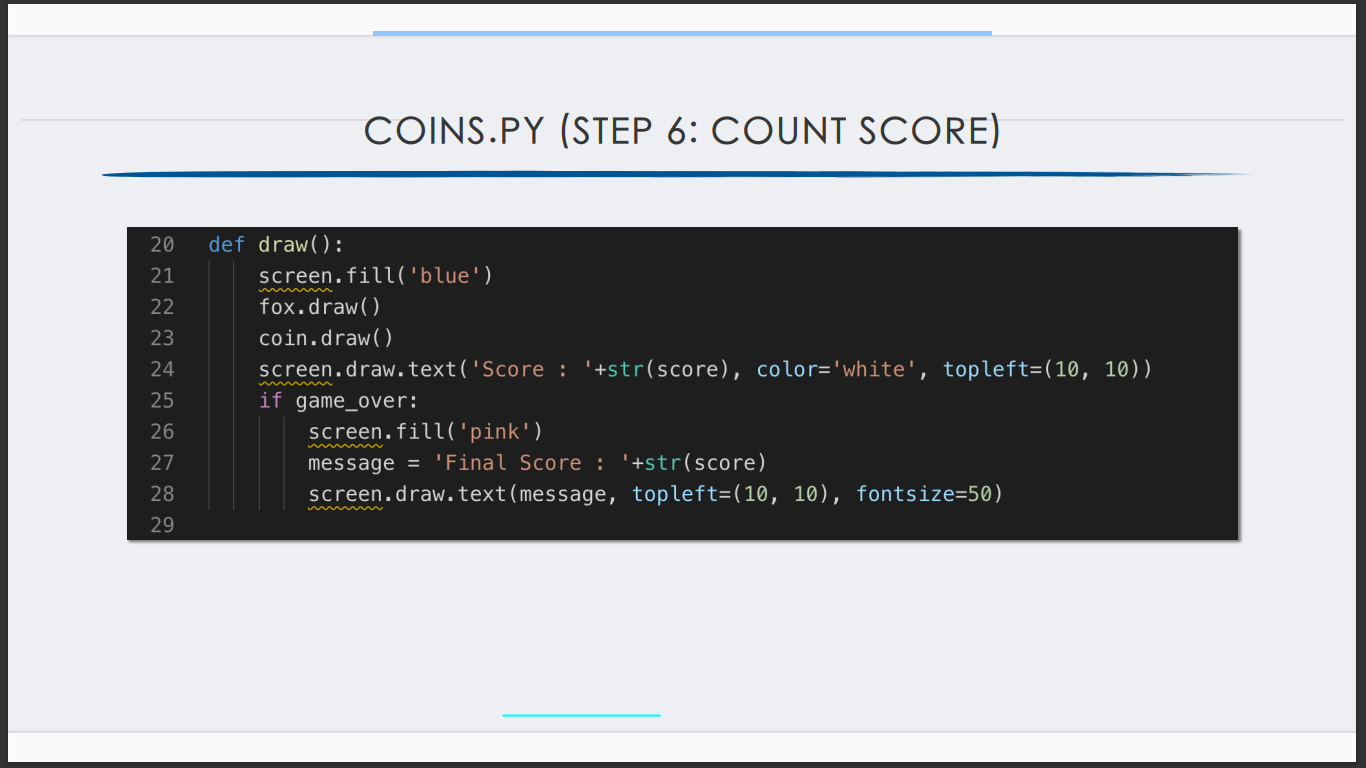 COINS.PY (STEP 6: COUNT SCORE)
20 def draw():
21     screen.fill('blue')
22     fox.draw()
23     coin.draw()
24     screen.draw.text('Score : '+str(score), color='white', topleft=(10, 10))
25     if game_over:
26         screen.fill('pink')
27         message = 'Final Score : '+str(score)
28         screen.draw.text(message, topleft=(10, 10), fontsize=50)
29